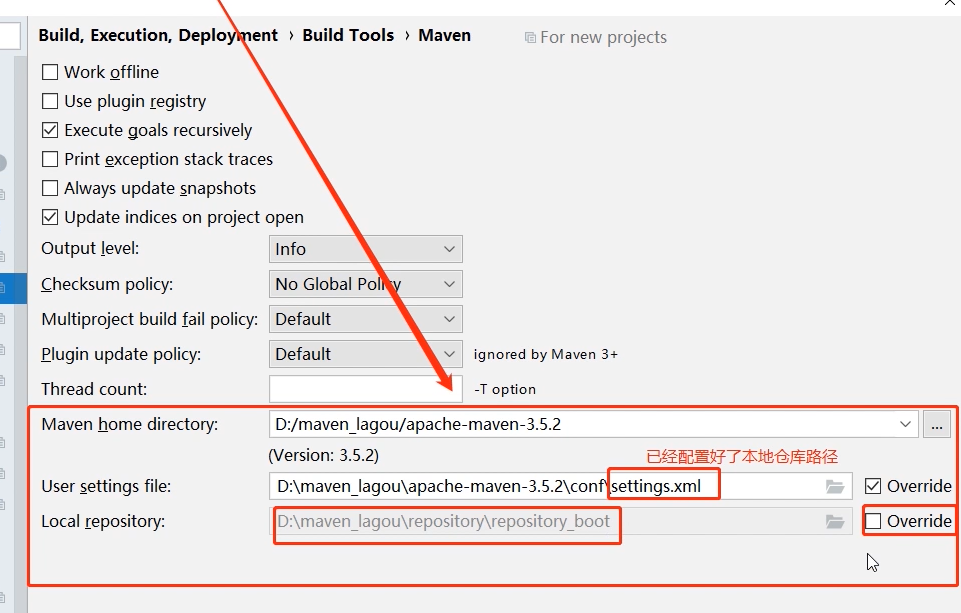 Build, Execution, Deployment › Build Tools › Maven For new projects
Work offline
Use plugin registry
Execute goals recursively
Print exception stack traces
Always update snapshots
Update indices on project open
Output level: Info
Checksum policy: No Global Policy
Multiproject build fail policy: Default
Plugin update policy: Default ignored by Maven 3+
Thread count: -T option
Maven home directory: D:/maven_lagou/apache-maven-3.5.2 ...
(Version: 3.5.2) 已经配置好了本地仓库路径
User settings file: D:\maven_lagou\apache-maven-3.5.2\conf\settings.xml Override
Local repository: D:\maven_lagou\repository\repository_boot Override